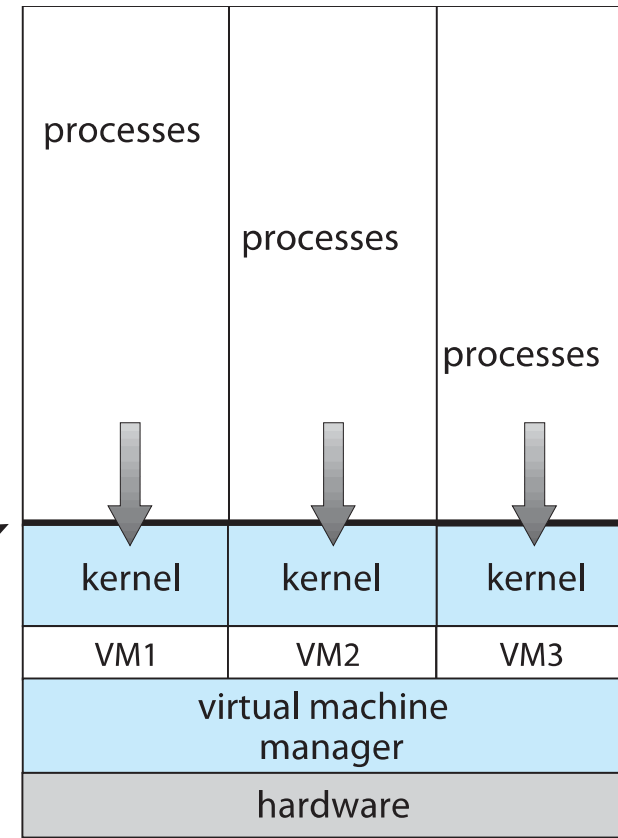 processes
processes
processes
kernel kernel kernel
VM1 VM2 VM3
virtual machine
manager
hardware